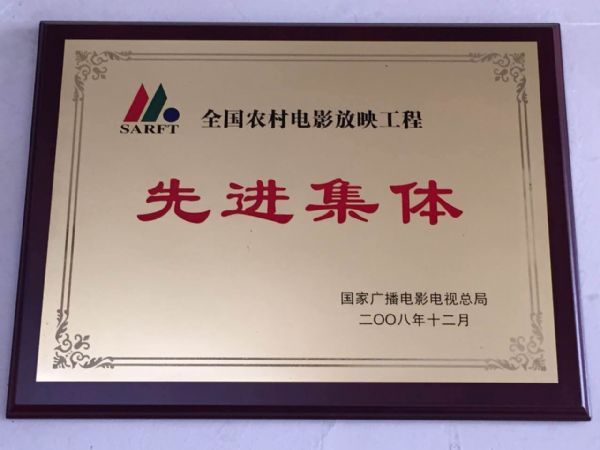 SARFT
全国农村电影放映工程
先进集体
国家广播电影电视总局
二〇〇八年十二月